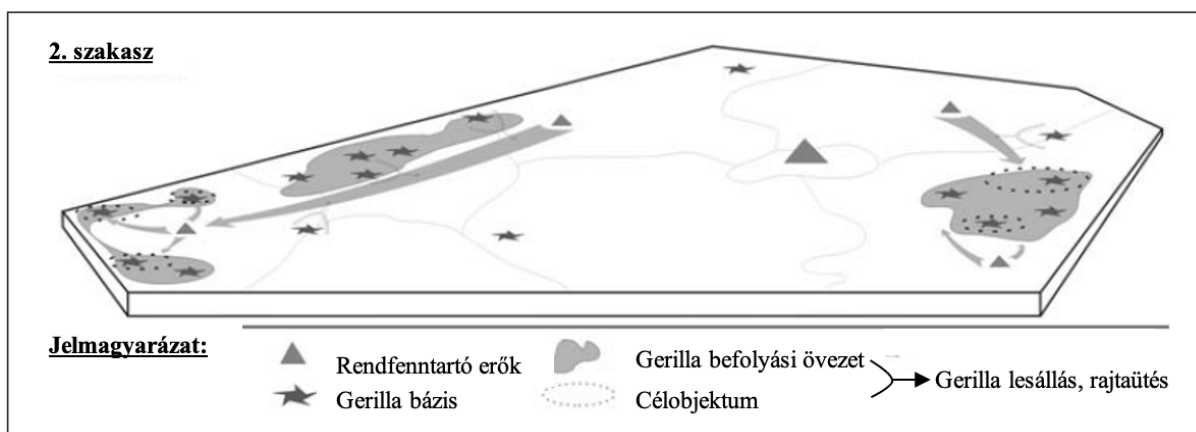 2. szakasz
Jelmagyarázat:
Rendfenntartó erők
Gerilla bázis
Gerilla befolyási övezet
Célobjektum
Gerilla lesállás, rajtaütés